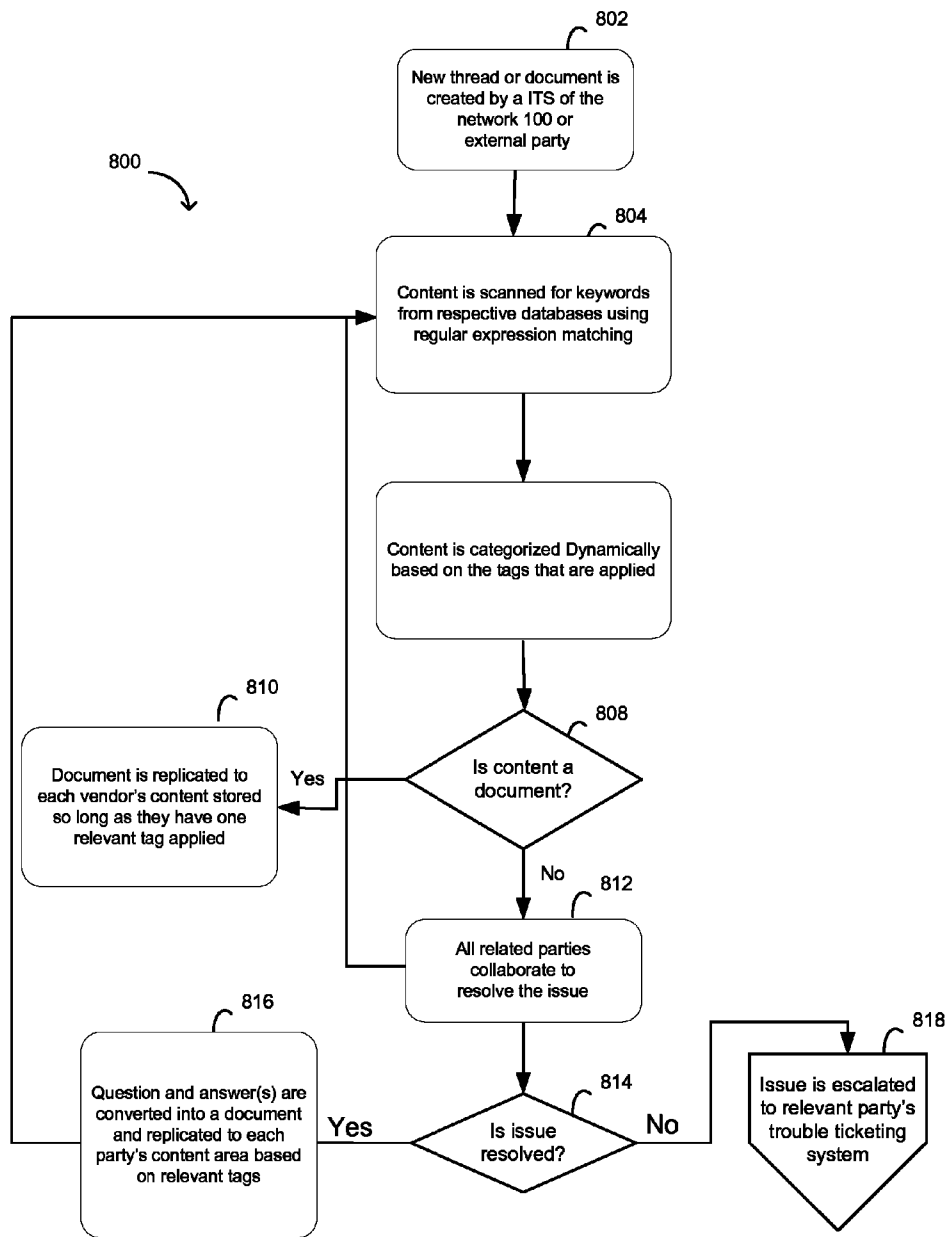 802
New thread or document is
created by a ITS of the
network 100 or
external party
800
804
Content is scanned for keywords
from respective databases using
regular expression matching
Content is categorized Dynamically
based on the tags that are applied
810
808
Document is replicated to
each vendor's content stored
so long as they have one
relevant tag applied
Yes
Is content a
document?
No
812
All related parties
collaborate to
resolve the issue
816
Question and answer(s) are
converted into a document
and replicated to each
party's content area based
on relevant tags
Yes
814
Is issue
resolved?
No
818
Issue is escalated
to relevant party's
trouble ticketing
system